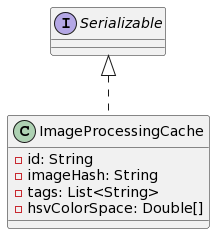 I Serializable
C ImageProcessingCache
id: String
imageHash: String
tags: List<String>
hsvColorSpace: Double[]